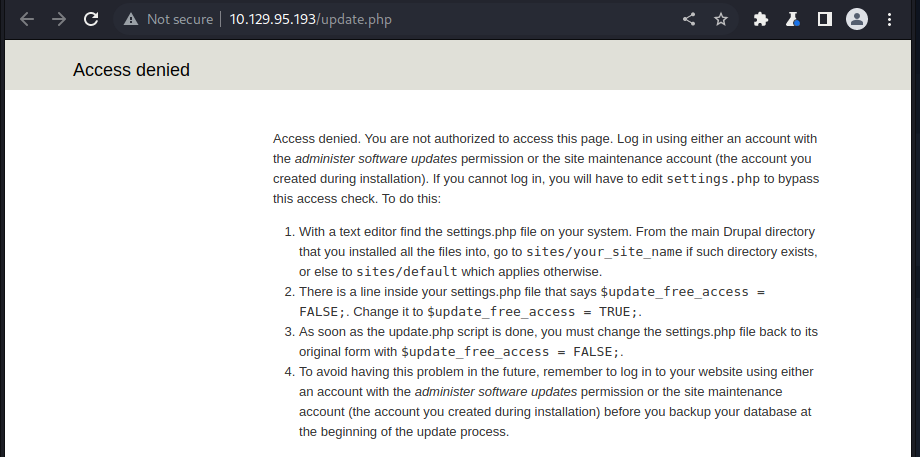 Not secure 10.129.95.193/update.php
Access denied
Access denied. You are not authorized to access this page. Log in using either an account with
the administer software updates permission or the site maintenance account (the account you
created during installation). If you cannot log in, you will have to edit settings.php to bypass
this access check. To do this:
1. With a text editor find the settings.php file on your system. From the main Drupal directory
that you installed all the files into, go to sites/your_site_name if such directory exists,
or else to sites/default which applies otherwise.
2. There is a line inside your settings.php file that says $update_free_access =
FALSE;. Change it to $update_free_access = TRUE;.
3. As soon as the update.php script is done, you must change the settings.php file back to its
original form with $update_free_access = FALSE;.
4. To avoid having this problem in the future, remember to log in to your website using either
an account with the administer software updates permission or the site maintenance
account (the account you created during installation) before you backup your database at
the beginning of the update process.